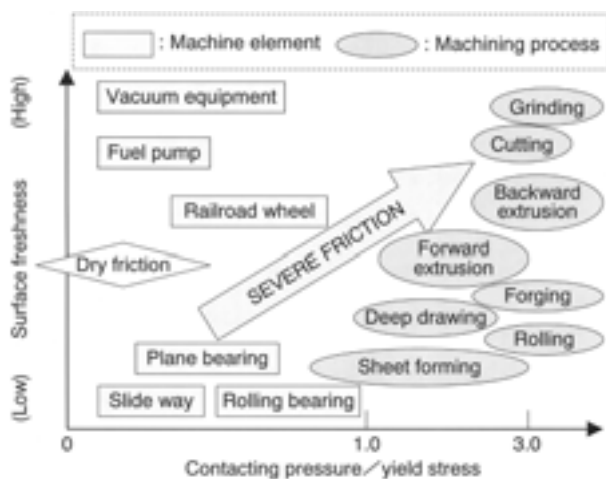 : Machine element
: Machining process
(High)
Surface freshness
(Low)
Vacuum equipment
Grinding
Fuel pump
Cutting
Railroad wheel
Backward
extrusion
SEVERE FRICTION
Dry friction
Forward
extrusion
Forging
Deep drawing
Rolling
Plane bearing
Sheet forming
Slide way
Rolling bearing
0
1.0
3.0
Contacting pressure／yield stress